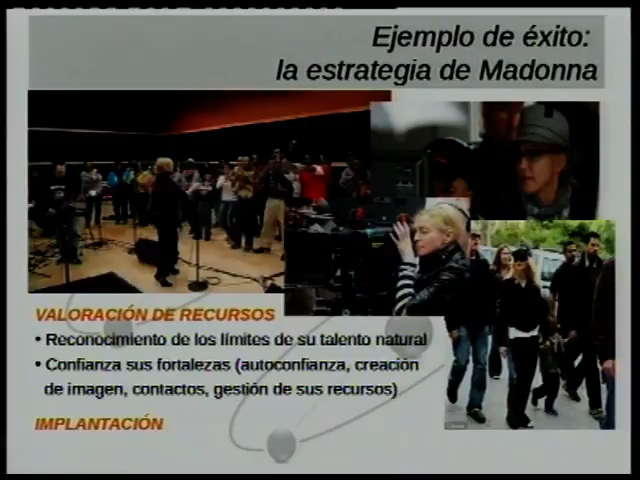 Ejemplo de éxito:
la estrategia de Madonna
VALORACIÓN DE RECURSOS
• Reconocimiento de los límites de su talento natural
• Confianza sus fortalezas (autoconfianza, creación
de imagen, contactos, gestión de sus recursos)
IMPLANTACIÓN